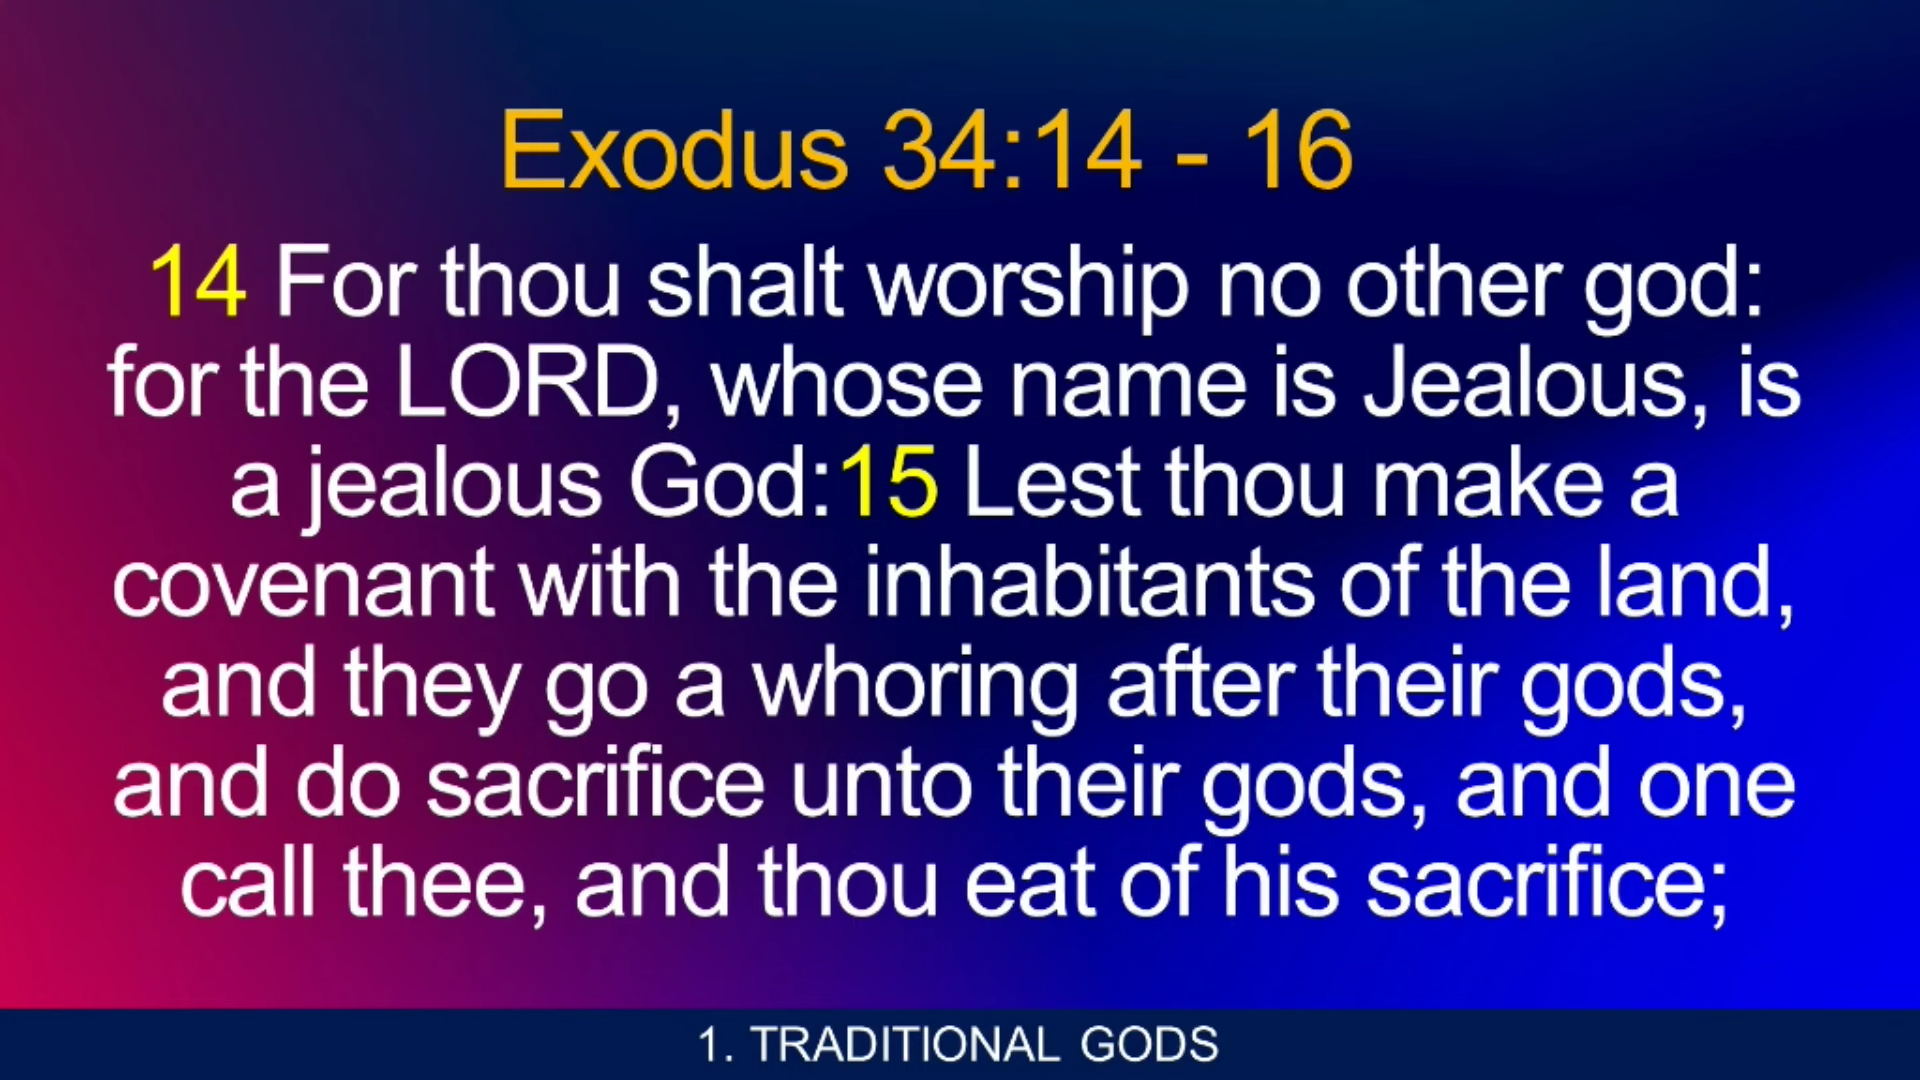 Exodus 34:14 - 16
14 For thou shalt worship no other god:
for the LORD, whose name is Jealous, is
a jealous God:15 Lest thou make a
covenant with the inhabitants of the land,
and they go a whoring after their gods,
and do sacrifice unto their gods, and one
call thee, and thou eat of his sacrifice;
1. TRADITIONAL GODS